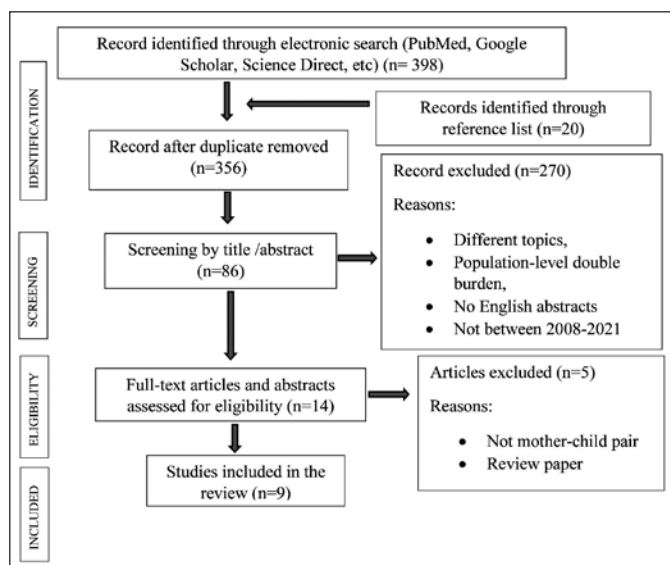 Record identified through electronic search (PubMed, Google
Scholar, Science Direct, etc) (n= 398)
IDENTIFICATION
Records identified through
reference list (n=20)
Record after duplicate removed
(n=356)
Record excluded (n=270)
Reasons:
• Different topics,
• Population-level double
burden,
• No English abstracts
• Not between 2008-2021
SCREENING
Screening by title /abstract
(n=86)
ELIGIBILITY
Full-text articles and abstracts
assessed for eligibility (n=14)
Articles excluded (n=5)
Reasons:
• Not mother-child pair
• Review paper
INCLUDED
Studies included in the
review (n=9)